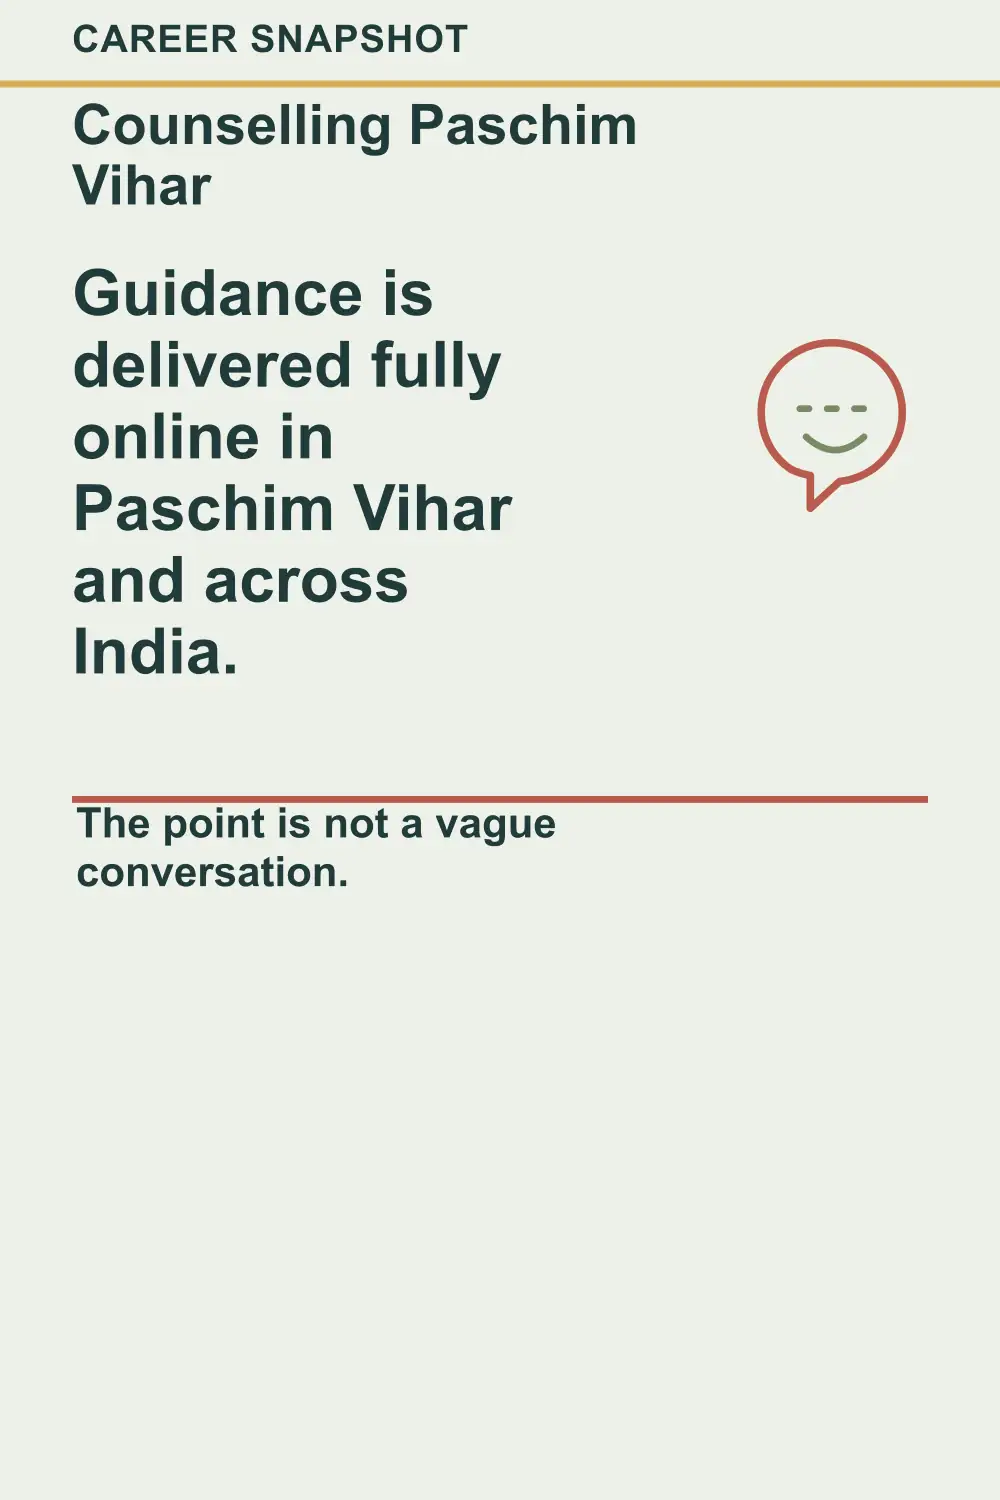 CAREER SNAPSHOT
Counselling Paschim
Vihar
Guidance is
delivered fully
online in
Paschim Vihar
and across
India.
The point is not a vague
conversation.